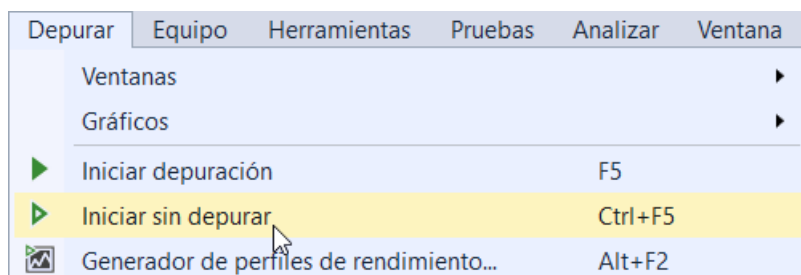 Depurar Equipo Herramientas Pruebas Analizar Ventana
Ventanas
Gráficos
Iniciar depuración F5
Iniciar sin depurar Ctrl+F5
Generador de perfiles de rendimiento... Alt+F2